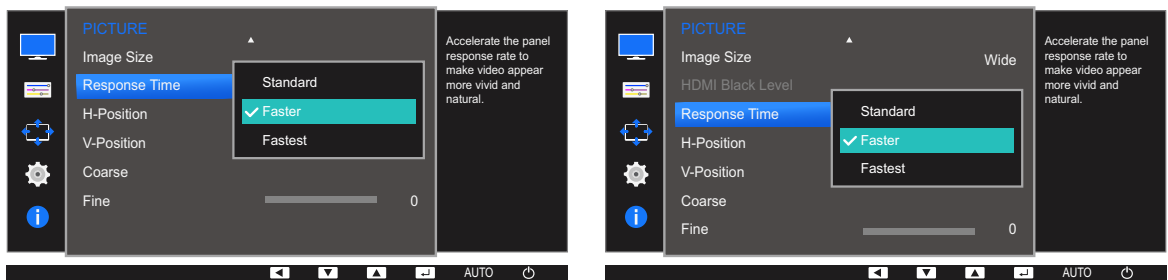 PICTURE
Image Size
Response Time
H-Position
V-Position
Coarse
Fine
0
Standard
Faster
Fastest
Accelerate the panel
response rate to
make video appear
more vivid and
natural.
AUTO
PICTURE
Image Size
Wide
HDMI Black Level
Response Time
H-Position
V-Position
Coarse
Fine
0
Standard
Faster
Fastest
Accelerate the panel
response rate to
make video appear
more vivid and
natural.
AUTO